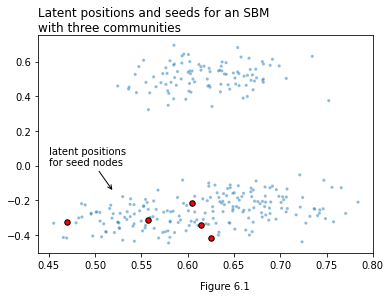 Latent positions and seeds for an SBM
with three communities
0.6
0.4
0.2
0.0
−0.2
−0.4
latent positions
for seed nodes
0.45 0.50 0.55 0.60 0.65 0.70 0.75 0.80
Figure 6.1